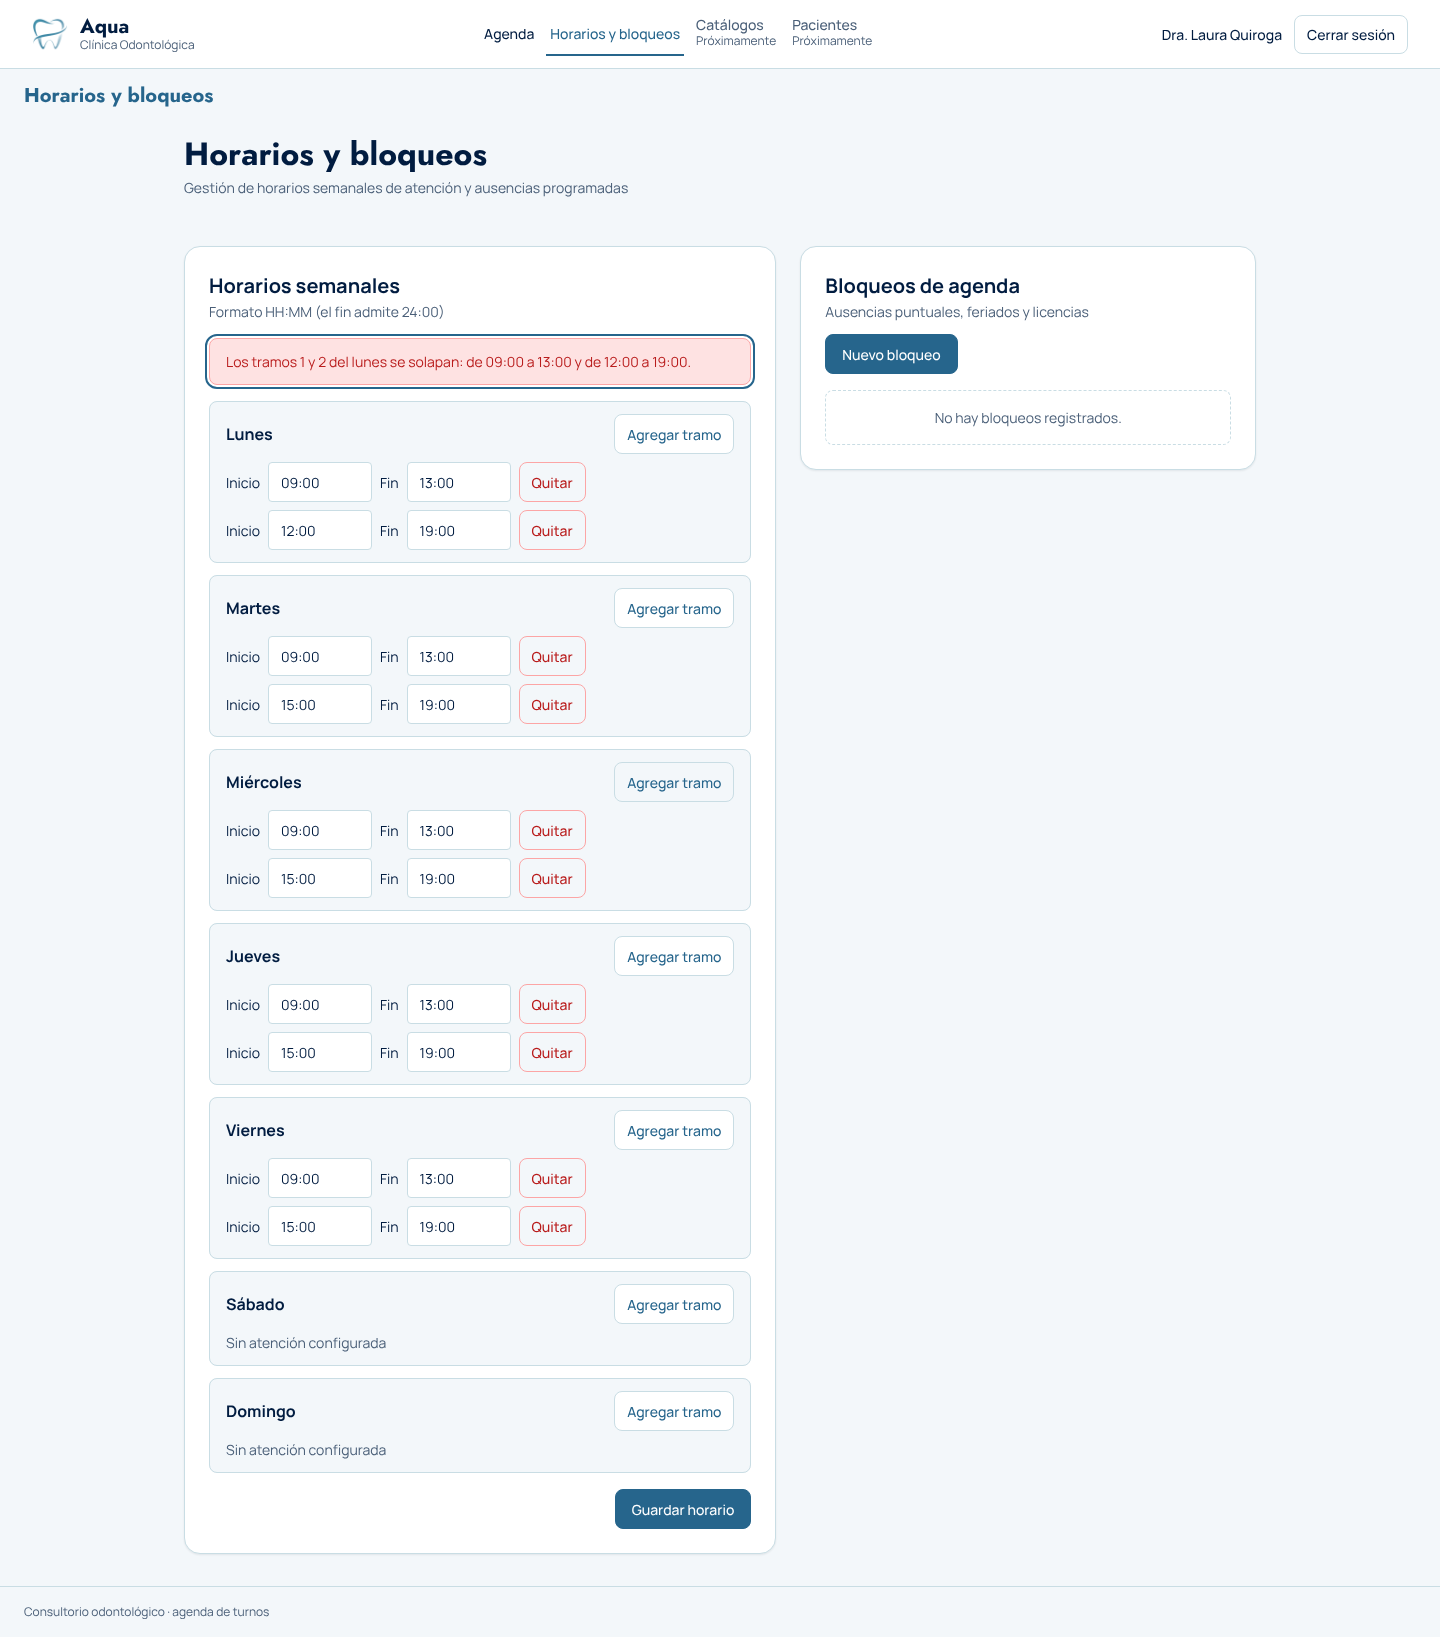 Aqua
Clínica Odontológica
Agenda
Horarios y bloqueos
Catálogos
Próximamente
Pacientes
Próximamente
Dra. Laura Quiroga
Cerrar sesión
Horarios y bloqueos
Horarios y bloqueos
Gestión de horarios semanales de atención y ausencias programadas
Horarios semanales
Formato HH:MM (el fin admite 24:00)
Los tramos 1 y 2 del lunes se solapan: de 09:00 a 13:00 y de 12:00 a 19:00.
Lunes
Agregar tramo
Inicio 09:00 Fin 13:00 Quitar
Inicio 12:00 Fin 19:00 Quitar
Martes
Agregar tramo
Inicio 09:00 Fin 13:00 Quitar
Inicio 15:00 Fin 19:00 Quitar
Miércoles
Agregar tramo
Inicio 09:00 Fin 13:00 Quitar
Inicio 15:00 Fin 19:00 Quitar
Jueves
Agregar tramo
Inicio 09:00 Fin 13:00 Quitar
Inicio 15:00 Fin 19:00 Quitar
Viernes
Agregar tramo
Inicio 09:00 Fin 13:00 Quitar
Inicio 15:00 Fin 19:00 Quitar
Sábado
Agregar tramo
Sin atención configurada
Domingo
Agregar tramo
Sin atención configurada
Guardar horario
Bloqueos de agenda
Ausencias puntuales, feriados y licencias
Nuevo bloqueo
No hay bloqueos registrados.
Consultorio odontológico · agenda de turnos